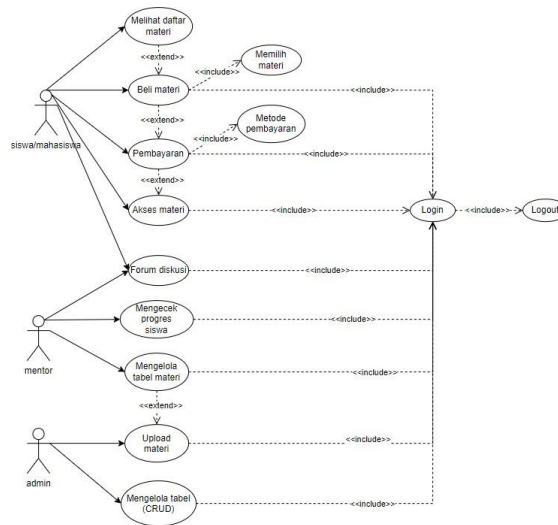 Melihat daftar
materi
<<extend>>
Memilih
materi
<<include>>
Beli materi
<<include>>
<<extend>>
siswa/mahasiswa
Metode
pembayaran
<<include>>
Pembayaran
<<include>>
<<extend>>
Akses materi
<<include>>
Login
<<include>>
Logout
Forum diskusi
<<include>>
Mengecek
progres
siswa
<<include>>
mentor
Mengelola
tabel materi
<<include>>
<<extend>>
Upload
materi
<<include>>
admin
Mengelola tabel
(CRUD)
<<include>>